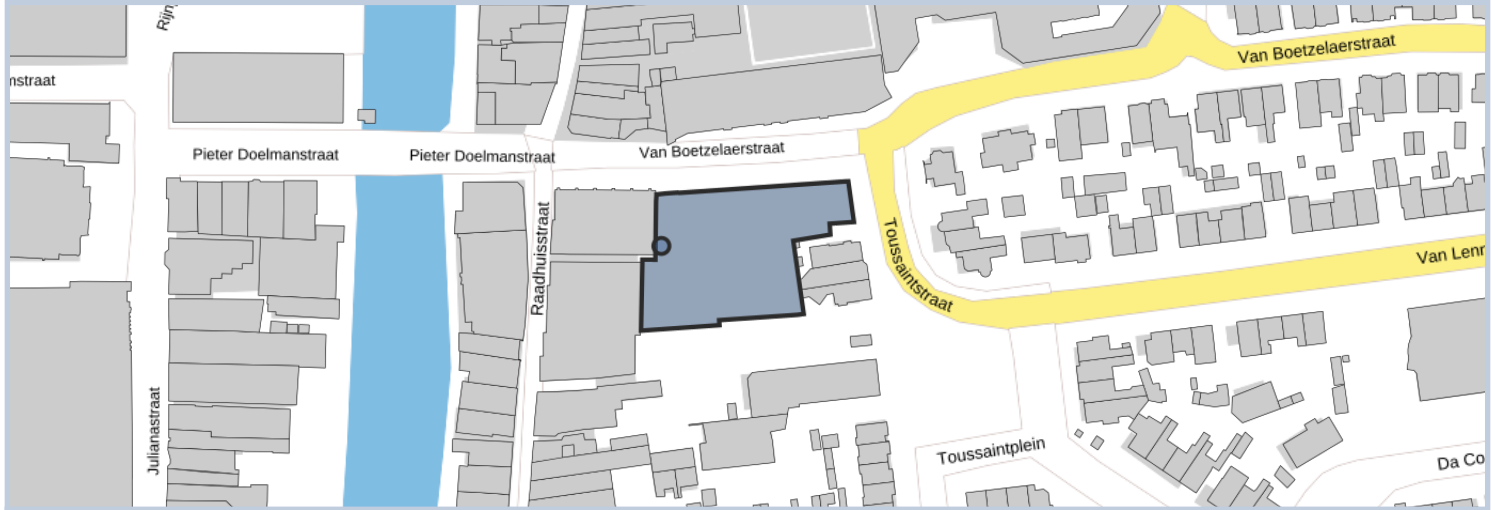 Rijn
Van Boetzelaerstraat
nstraat
Pieter Doelmanstraat
Pieter Doelmanstraat
Van Boetzelaerstraat
Raadhuisstraat
Toussaintstraat
Van Lenn
Julianastraat
Toussaintplein
Da Co